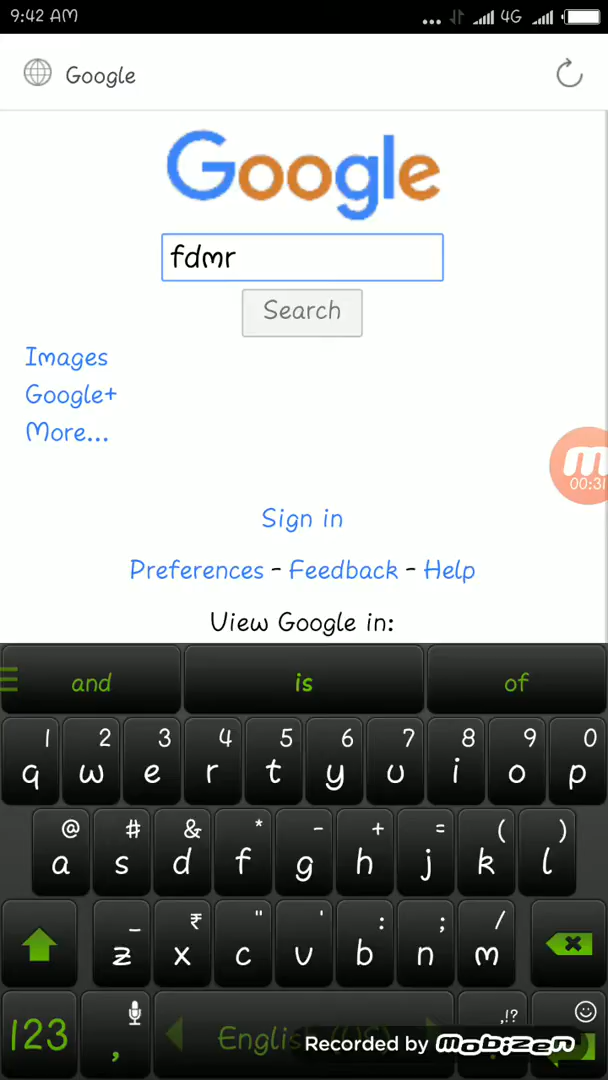 9:42 AM ... 4G
Google
Google
fdmr
Search
Images
Google+
More...
M
00:31
Sign in
Preferences - Feedback - Help
View Google in:
and is of
1 2 3 4 5 6 7 8 9 0
q w e r t y u i o p
@ # & * - + = ( )
a s d f g h j k l
_ ₹ " ' : ; /
z x c v b n m
,!?
123 , English
Recorded by mobizen